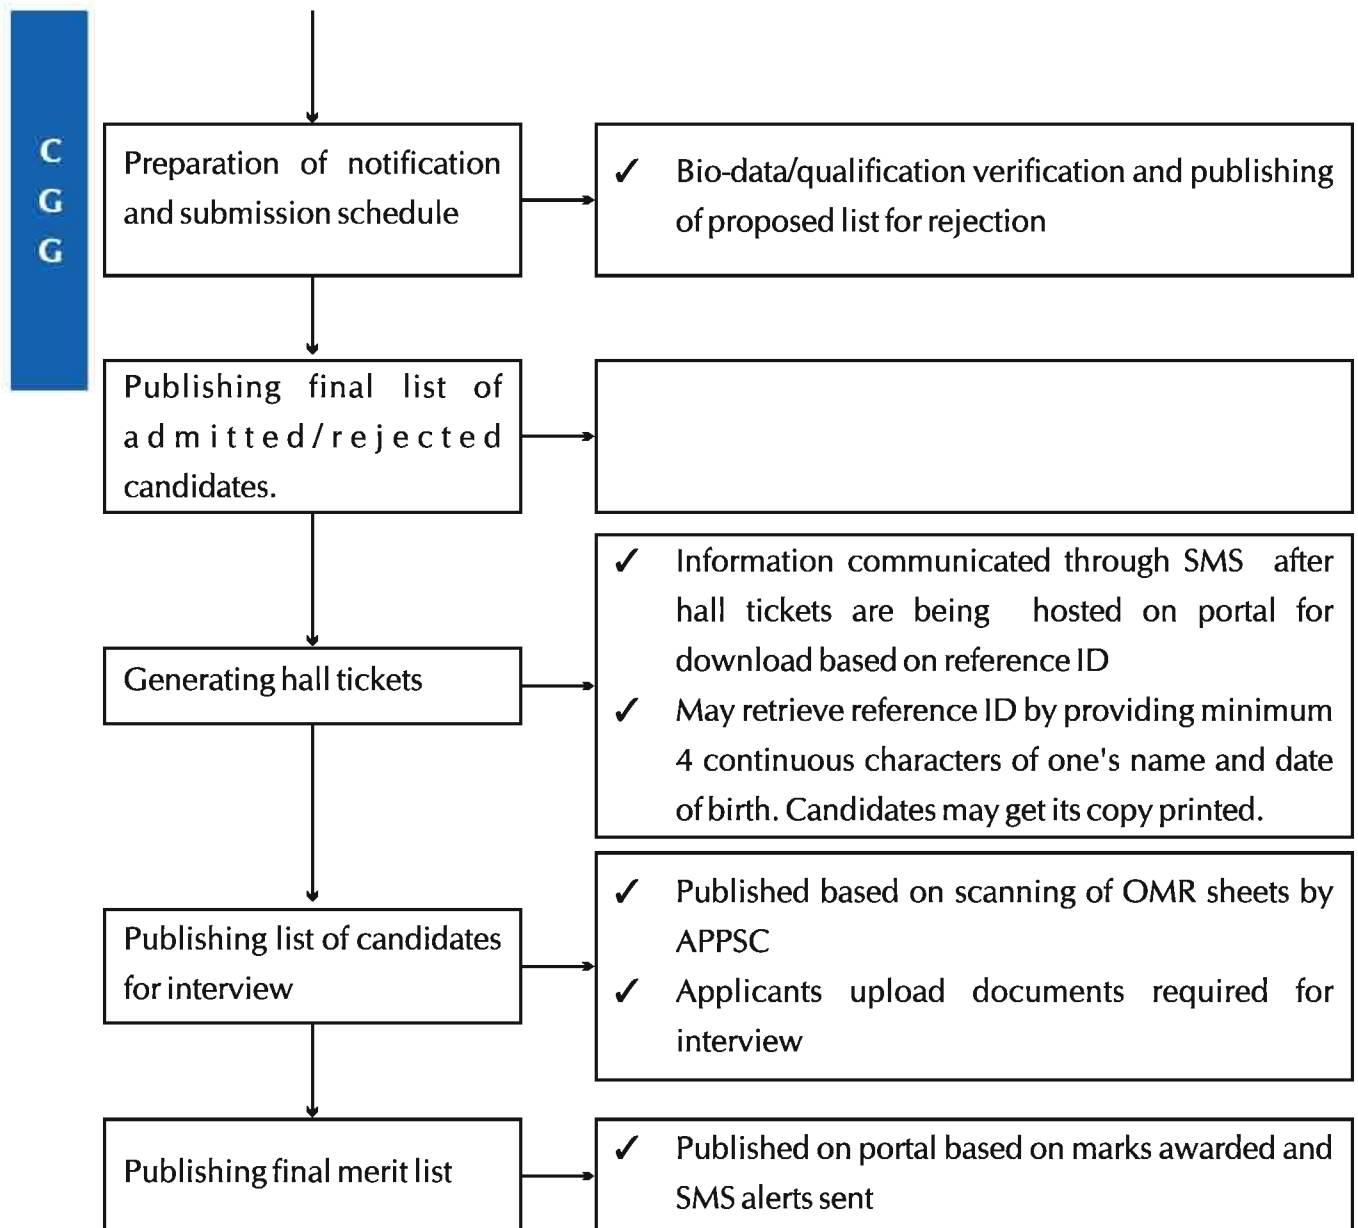 C
G
G
Preparation of notification
and submission schedule
✓ Bio-data/qualification verification and publishing
of proposed list for rejection
Publishing final list of
admitted/rejected
candidates.
Generating hall tickets
✓ Information communicated through SMS after
hall tickets are being hosted on portal for
download based on reference ID
✓ May retrieve reference ID by providing minimum
4 continuous characters of one's name and date
of birth. Candidates may get its copy printed.
Publishing list of candidates
for interview
✓ Published based on scanning of OMR sheets by
APPSC
✓ Applicants upload documents required for
interview
Publishing final merit list
✓ Published on portal based on marks awarded and
SMS alerts sent